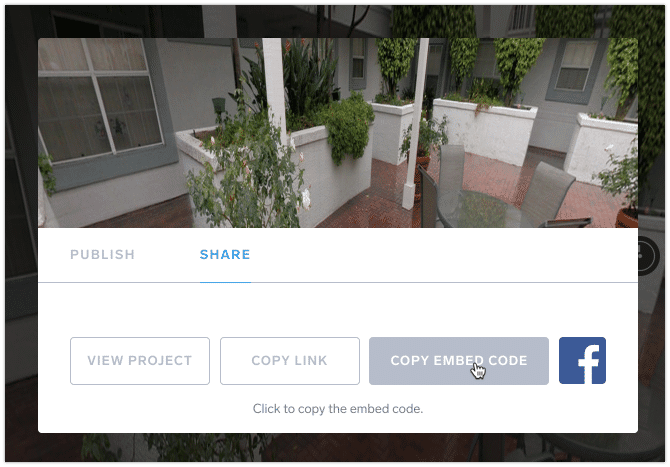 PUBLISH SHARE
VIEW PROJECT COPY LINK COPY EMBED CODE
Click to copy the embed code.